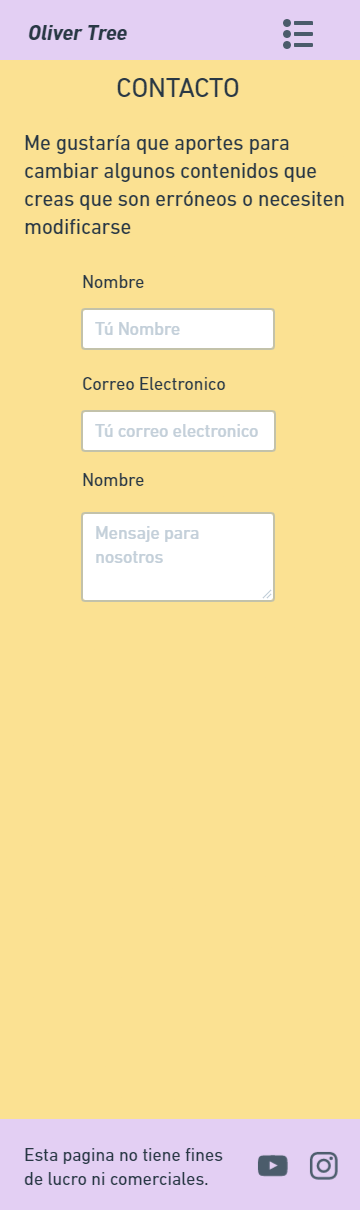 Oliver Tree
CONTACTO
Me gustaría que aportes para
cambiar algunos contenidos que
creas que son erróneos o necesiten
modificarse
Nombre
Tú Nombre
Correo Electronico
Tú correo electronico
Nombre
Mensaje para
nosotros
Esta pagina no tiene fines
de lucro ni comerciales.